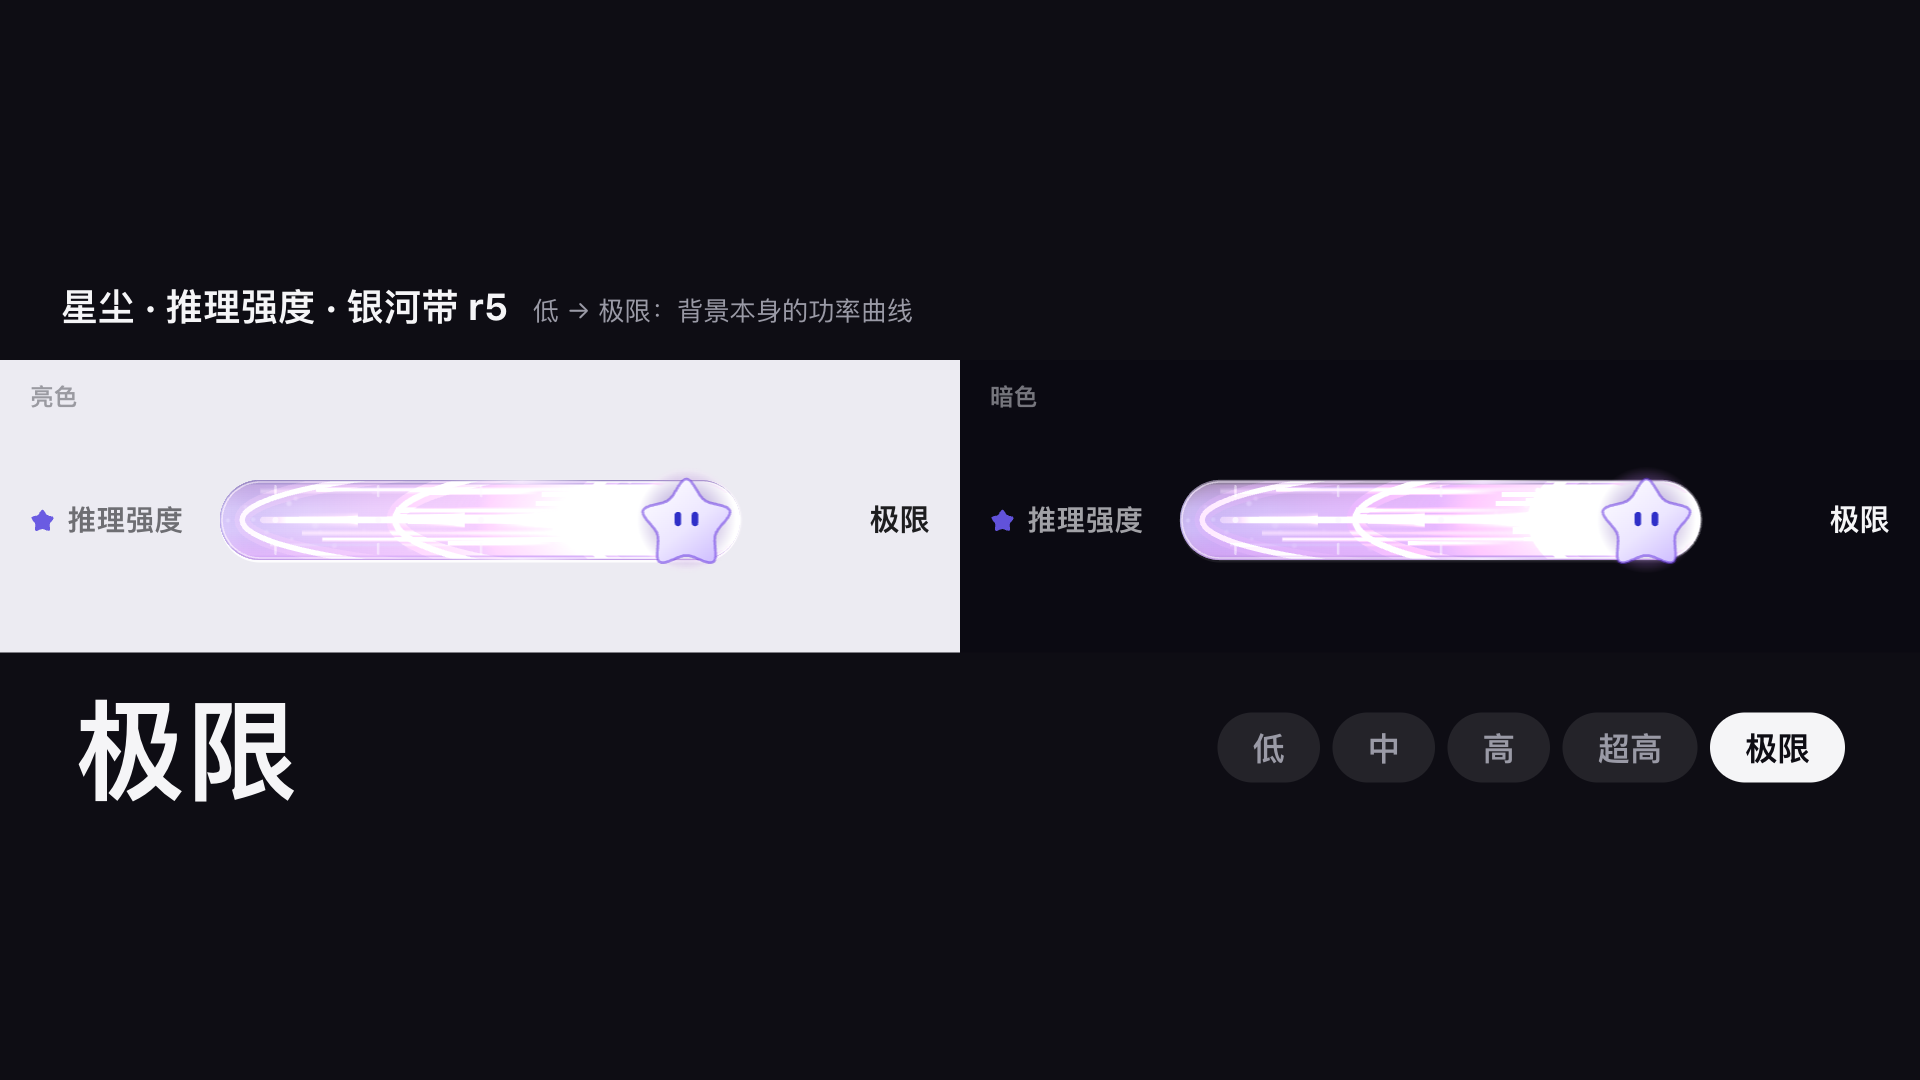 星尘 · 推理强度 · 银河带 r5 低 → 极限：背景本身的功率曲线
亮色
推理强度
极限
暗色
推理强度
极限
极限
低
中
高
超高
极限